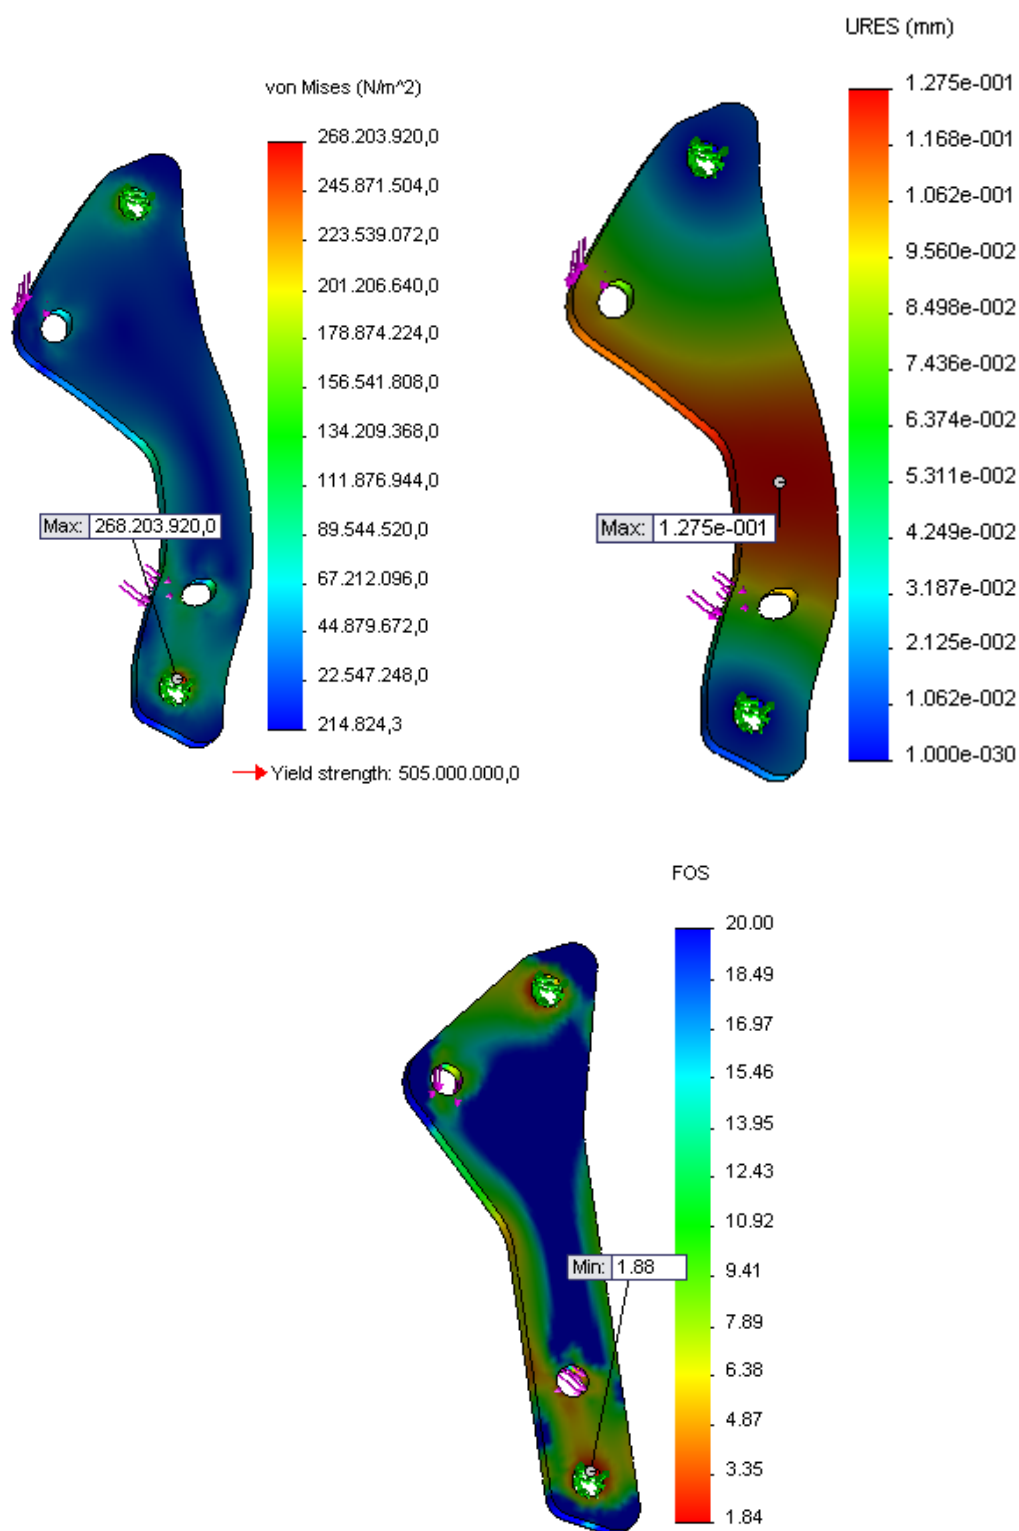 von Mises (N/m^2)
268.203.920,0
245.871.504,0
223.539.072,0
201.206.640,0
178.874.224,0
156.541.808,0
134.209.368,0
111.876.944,0
89.544.520,0
67.212.096,0
44.879.672,0
22.547.248,0
214.824,3
Max: 268.203.920,0
Yield strength: 505.000.000,0
URES (mm)
1.275e-001
1.168e-001
1.062e-001
9.560e-002
8.498e-002
7.436e-002
6.374e-002
5.311e-002
4.249e-002
3.187e-002
2.125e-002
1.062e-002
1.000e-030
Max: 1.275e-001
FOS
20.00
18.49
16.97
15.46
13.95
12.43
10.92
9.41
7.89
6.38
4.87
3.35
1.84
Min: 1.88